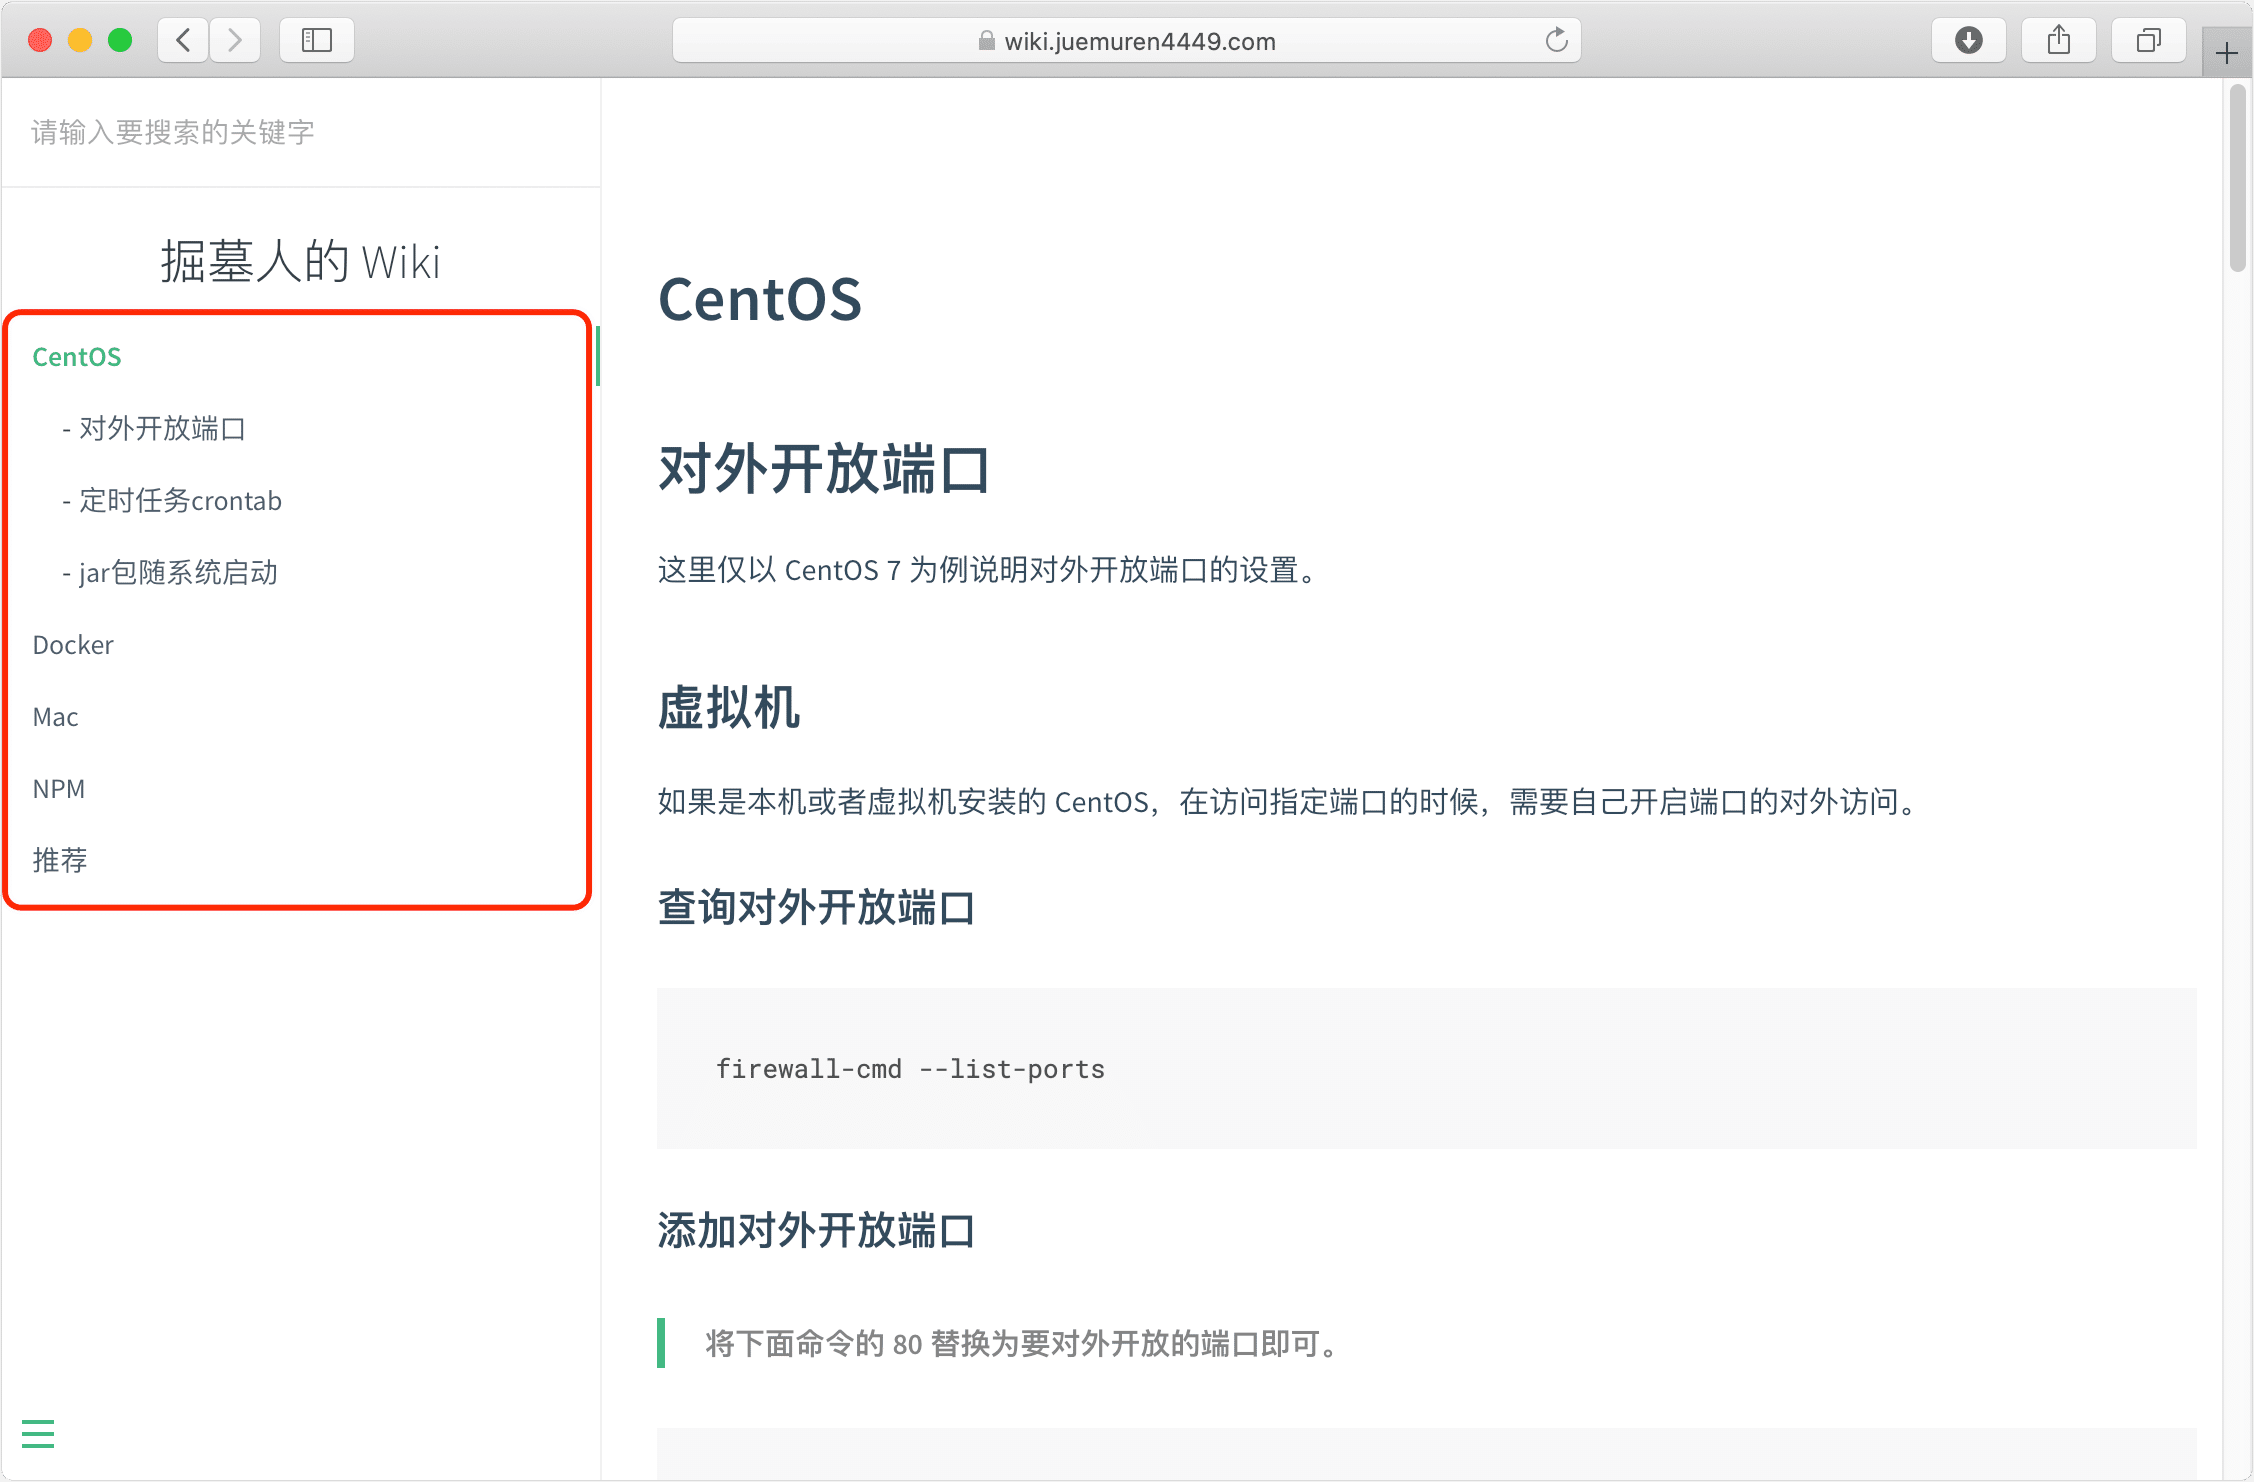 wiki.juemuren4449.com
请输入要搜索的关键字
掘墓人的 Wiki
CentOS
- 对外开放端口
- 定时任务crontab
- jar包随系统启动
Docker
Mac
NPM
推荐
CentOS
对外开放端口
这里仅以 CentOS 7 为例说明对外开放端口的设置。
虚拟机
如果是本机或者虚拟机安装的 CentOS，在访问指定端口的时候，需要自己开启端口的对外访问。
查询对外开放端口
firewall-cmd --list-ports
添加对外开放端口
将下面命令的 80 替换为要对外开放的端口即可。